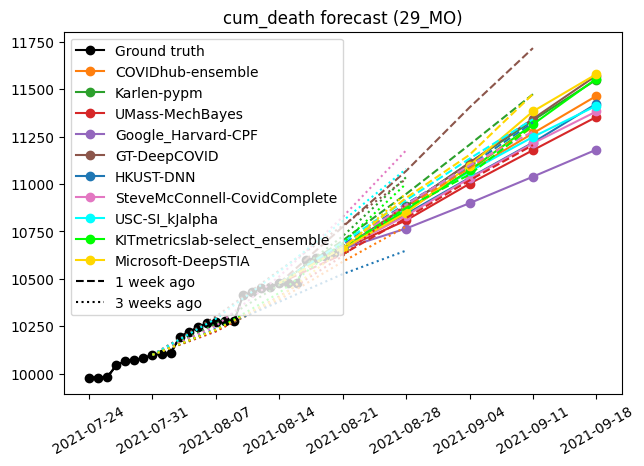 cum_death forecast (29_MO)
11750
11500
11250
11000
10750
10500
10250
10000
Ground truth
COVIDhub-ensemble
Karlen-pypm
UMass-MechBayes
Google_Harvard-CPF
GT-DeepCOVID
HKUST-DNN
SteveMcConnell-CovidComplete
USC-SI_kJalpha
KITmetricslab-select_ensemble
Microsoft-DeepSTIA
1 week ago
3 weeks ago
2021-07-24
2021-07-31
2021-08-07
2021-08-14
2021-08-21
2021-08-28
2021-09-04
2021-09-11
2021-09-18